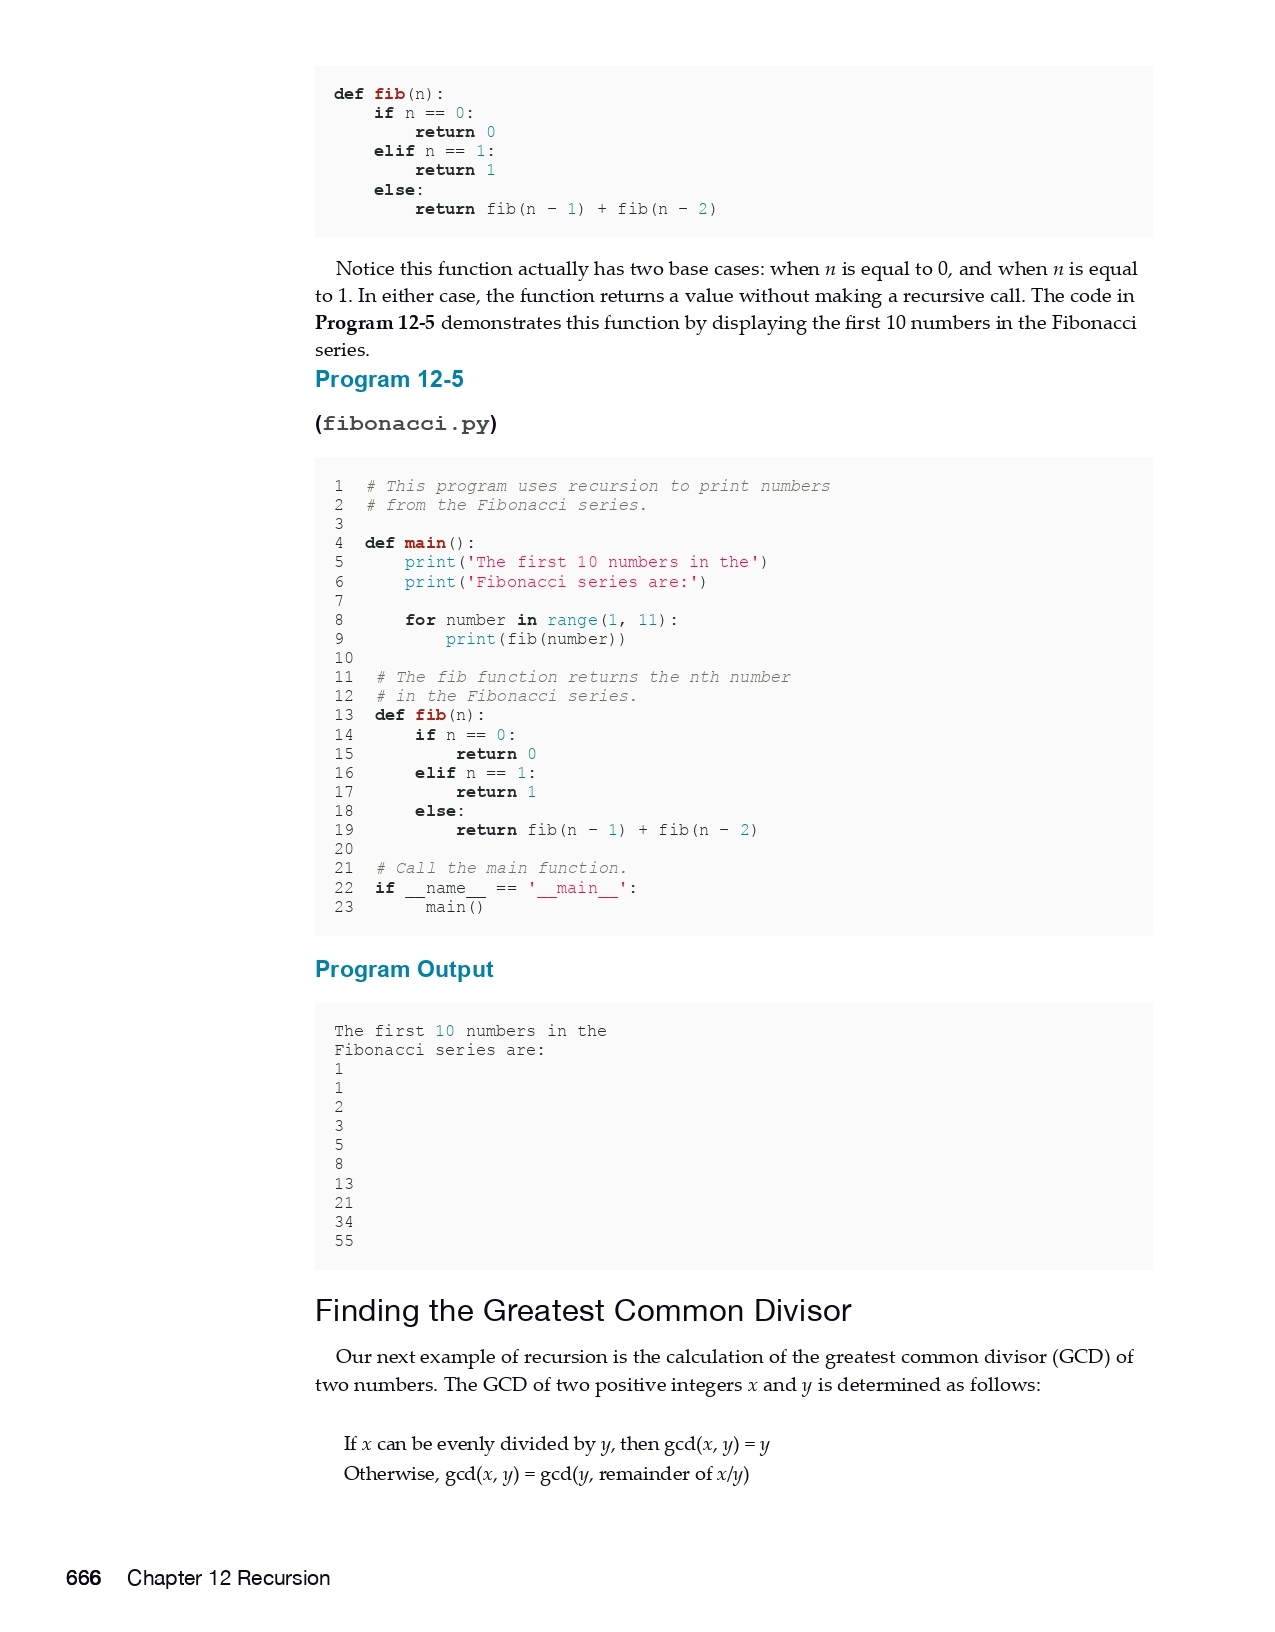 def fib(n):
    if n == 0:
        return 0
    elif n == 1:
        return 1
    else:
        return fib(n − 1) + fib(n − 2)
Notice this function actually has two base cases: when n is equal to 0, and when n is equal
to 1. In either case, the function returns a value without making a recursive call. The code in
Program 12-5 demonstrates this function by displaying the first 10 numbers in the Fibonacci
series.
Program 12-5
(fibonacci.py)
1  # This program uses recursion to print numbers
2  # from the Fibonacci series.
3
4  def main():
5      print('The first 10 numbers in the')
6      print('Fibonacci series are:')
7
8      for number in range(1, 11):
9          print(fib(number))
10
11  # The fib function returns the nth number
12  # in the Fibonacci series.
13  def fib(n):
14      if n == 0:
15          return 0
16      elif n == 1:
17          return 1
18      else:
19          return fib(n − 1) + fib(n − 2)
20
21  # Call the main function.
22  if __name__ == '__main__':
23       main()
Program Output
The first 10 numbers in the
Fibonacci series are:
1
1
2
3
5
8
13
21
34
55
Finding the Greatest Common Divisor
Our next example of recursion is the calculation of the greatest common divisor (GCD) of
two numbers. The GCD of two positive integers x and y is determined as follows:
If x can be evenly divided by y, then gcd(x, y) = y
Otherwise, gcd(x, y) = gcd(y, remainder of x/y)
666 Chapter 12 Recursion